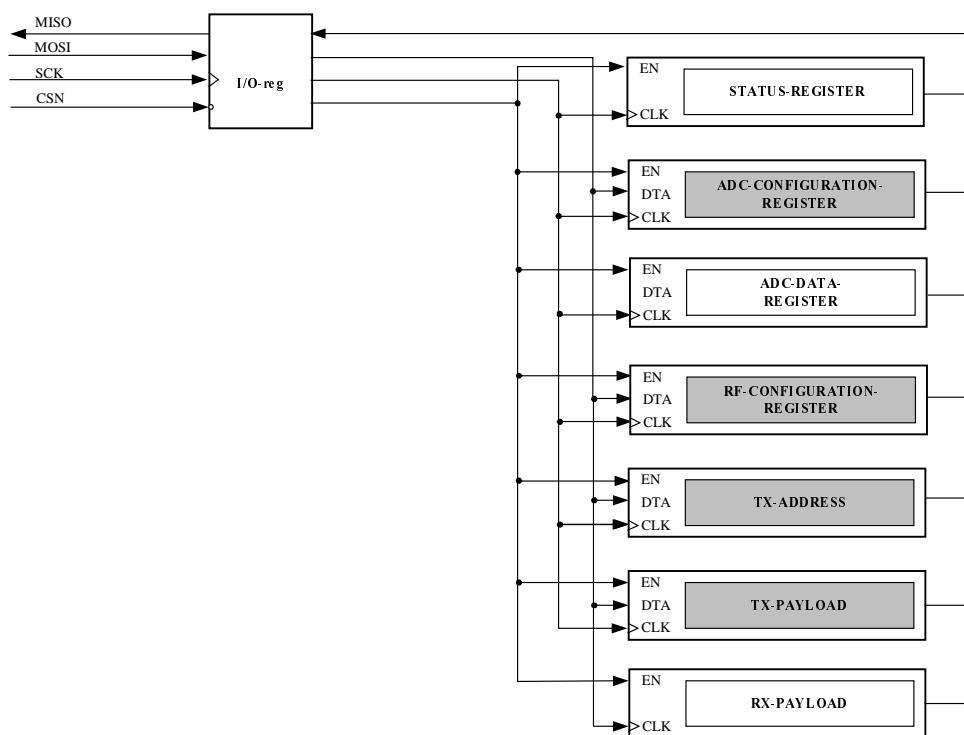 MISO
MOSI
SCK
CSN
I/O-reg
EN
STATUS-REGISTER
CLK
EN
DTA
CLK
ADC-CONFIGURATION-
REGISTER
EN
DTA
CLK
ADC-DATA-
REGISTER
EN
DTA
CLK
RF-CONFIGURATION-
REGISTER
EN
DTA
CLK
TX-ADDRESS
EN
DTA
CLK
TX-PAYLOAD
EN
CLK
RX-PAYLOAD